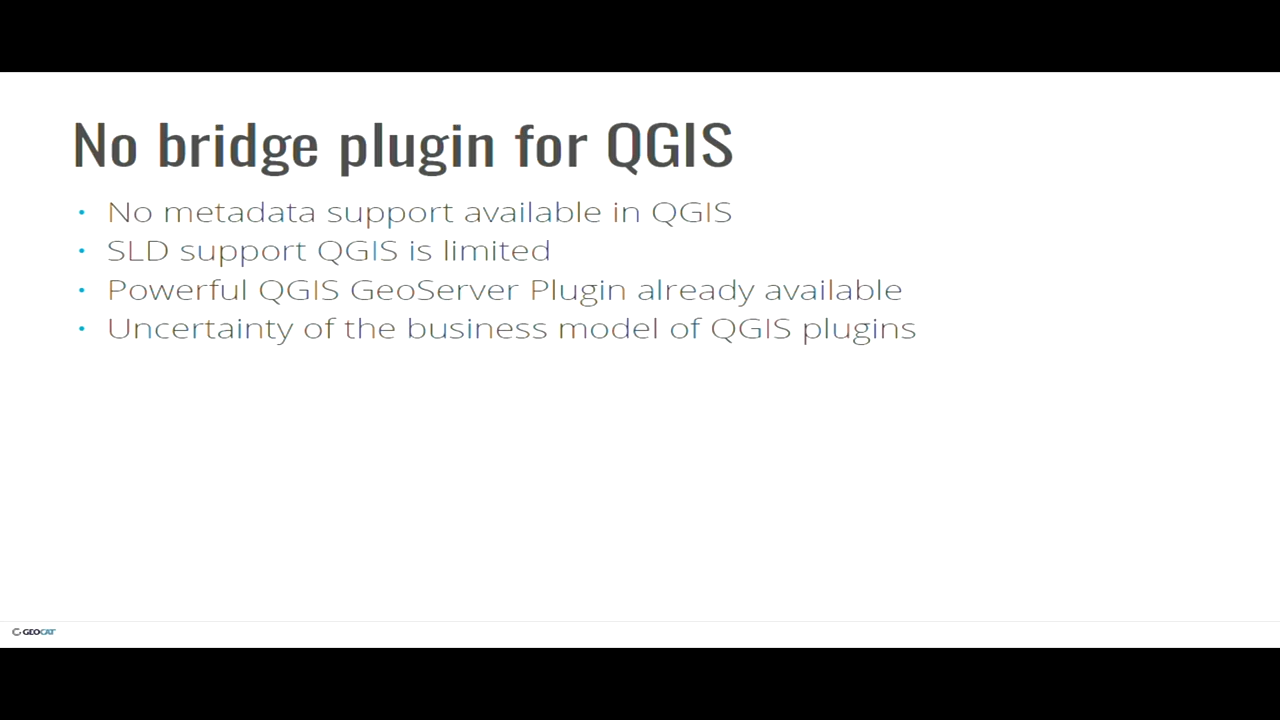 No bridge plugin for QGIS
• No metadata support available in QGIS
• SLD support QGIS is limited
• Powerful QGIS GeoServer Plugin already available
• Uncertainty of the business model of QGIS plugins
GEOCAT